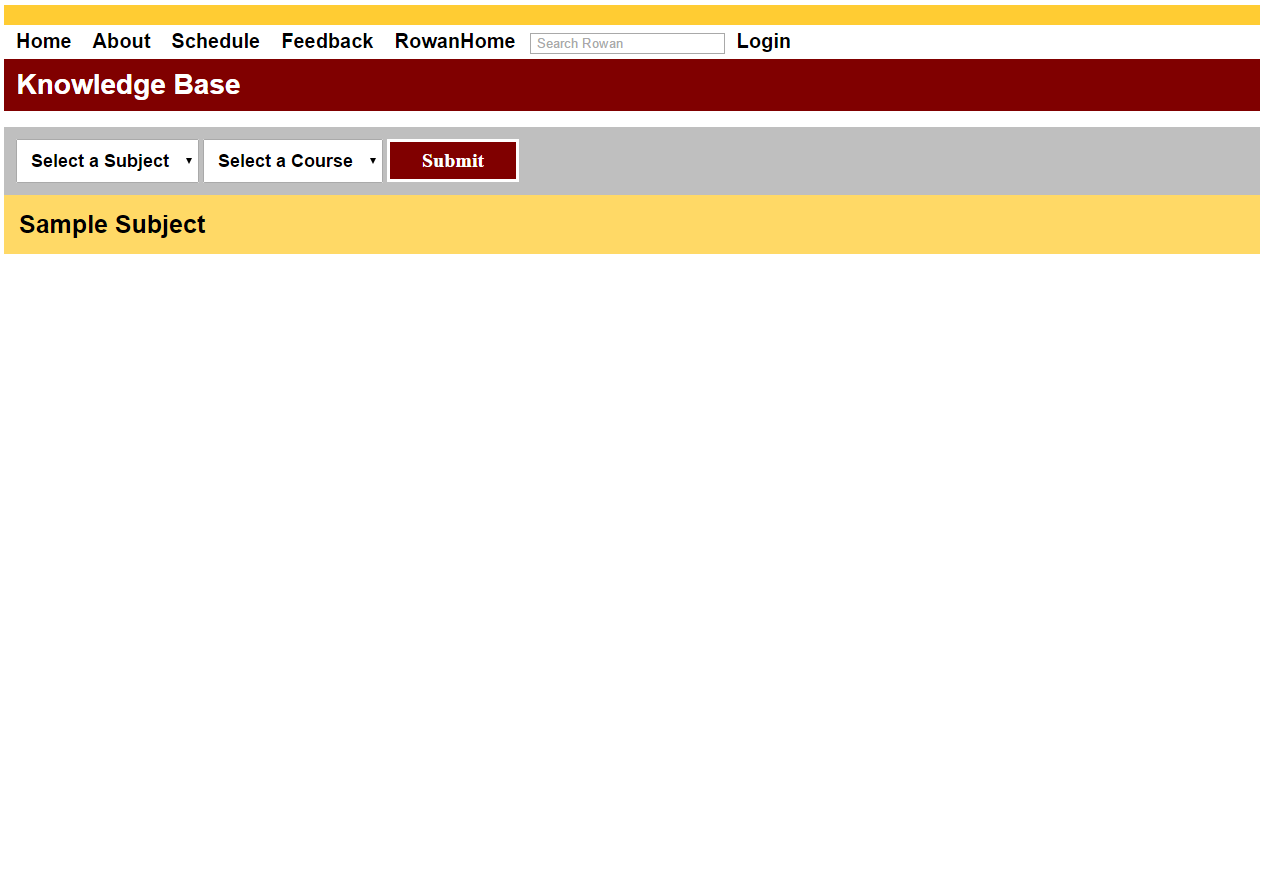 Home About Schedule Feedback RowanHome Search Rowan Login
Knowledge Base
Select a Subject Select a Course Submit
Sample Subject